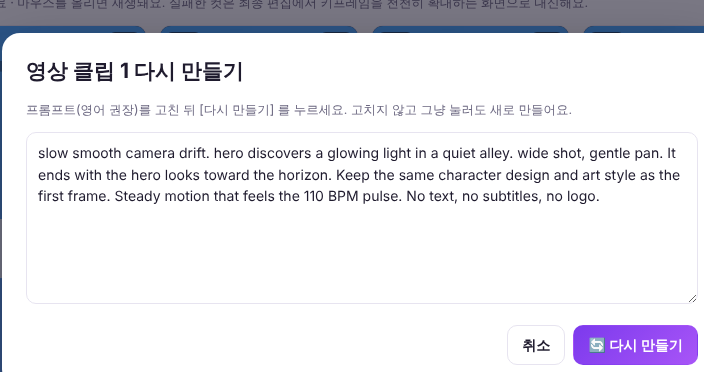 · 마우스를 올리면 재생돼요. 실패한 것은 최종 편집에서 키프레임을 천천히 확대하는 화면으로 대신해요.
영상 클립 1 다시 만들기
프롬프트(영어 권장)를 고친 뒤 [다시 만들기] 를 누르세요. 고치지 않고 그냥 눌러도 새로 만들어요.
slow smooth camera drift. hero discovers a glowing light in a quiet alley. wide shot, gentle pan. It
ends with the hero looks toward the horizon. Keep the same character design and art style as the
first frame. Steady motion that feels the 110 BPM pulse. No text, no subtitles, no logo.
취소
🔄 다시 만들기